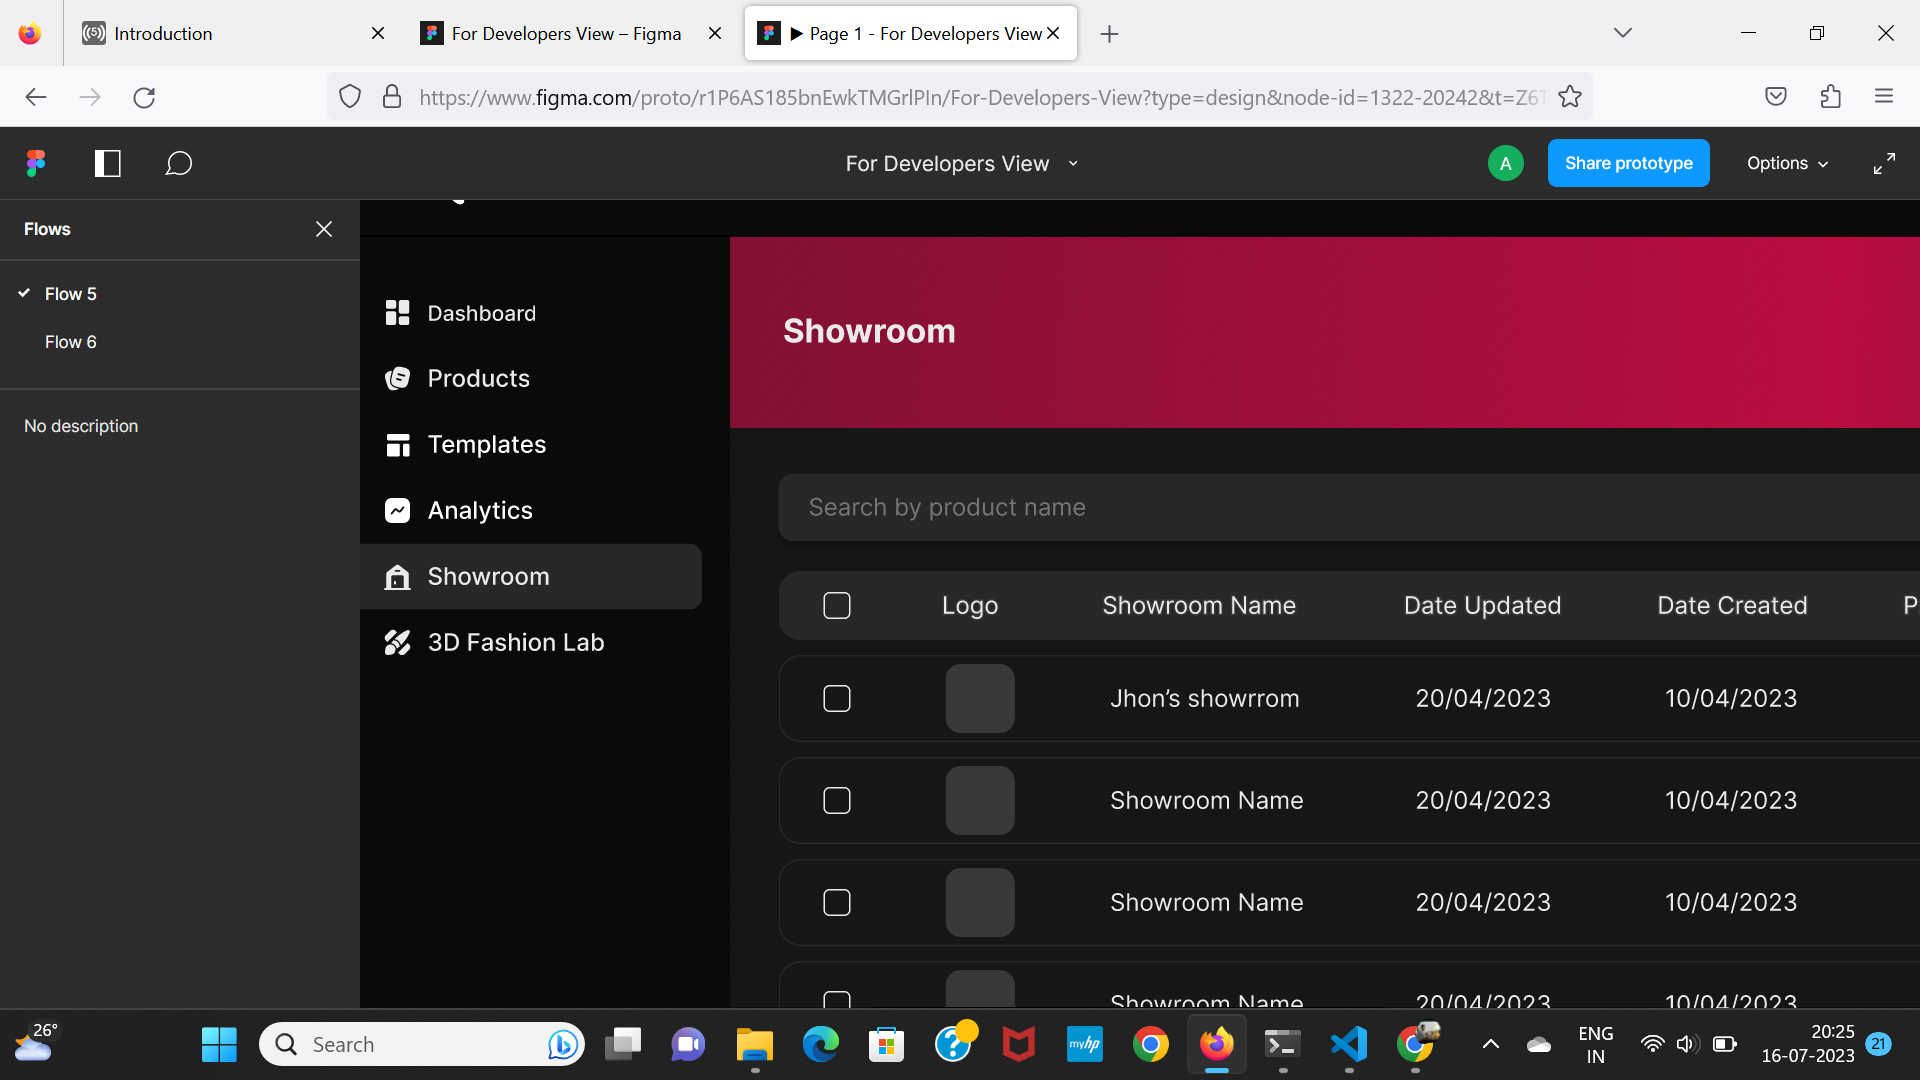 Introduction
For Developers View – Figma
▶ Page 1 - For Developers View
https://www.figma.com/proto/r1P6AS185bnEwkTMGrlPIn/For-Developers-View?type=design&node-id=1322-20242&t=Z6
For Developers View
A
Share prototype
Options
Flows
Flow 5
Flow 6
No description
Dashboard
Products
Templates
Analytics
Showroom
3D Fashion Lab
Showroom
Search by product name
Logo Showroom Name Date Updated Date Created P
Jhon’s showrrom 20/04/2023 10/04/2023
Showroom Name 20/04/2023 10/04/2023
Showroom Name 20/04/2023 10/04/2023
Showroom Name 20/04/2023 10/04/2023
26°
Search
myhp
ENG
IN
20:25
16-07-2023
21